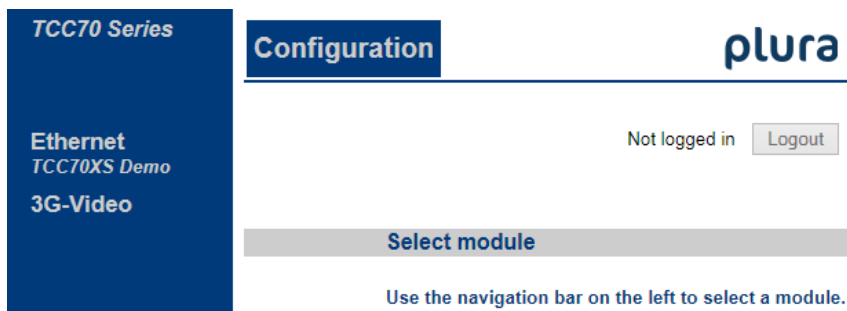 TCC70 Series
Configuration
plura
Ethernet
TCC70XS Demo
3G-Video
Not logged in
Logout
Select module
Use the navigation bar on the left to select a module.